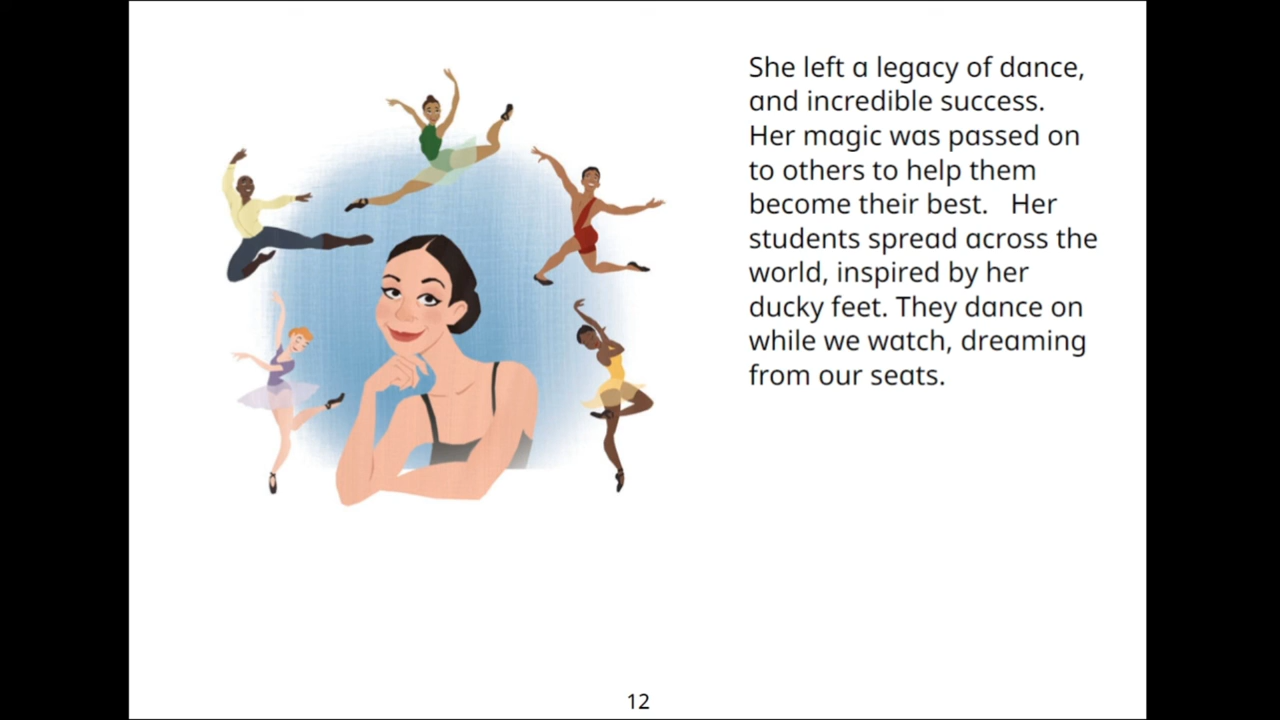 She left a legacy of dance,
and incredible success.
Her magic was passed on
to others to help them
become their best.   Her
students spread across the
world, inspired by her
ducky feet. They dance on
while we watch, dreaming
from our seats.
12